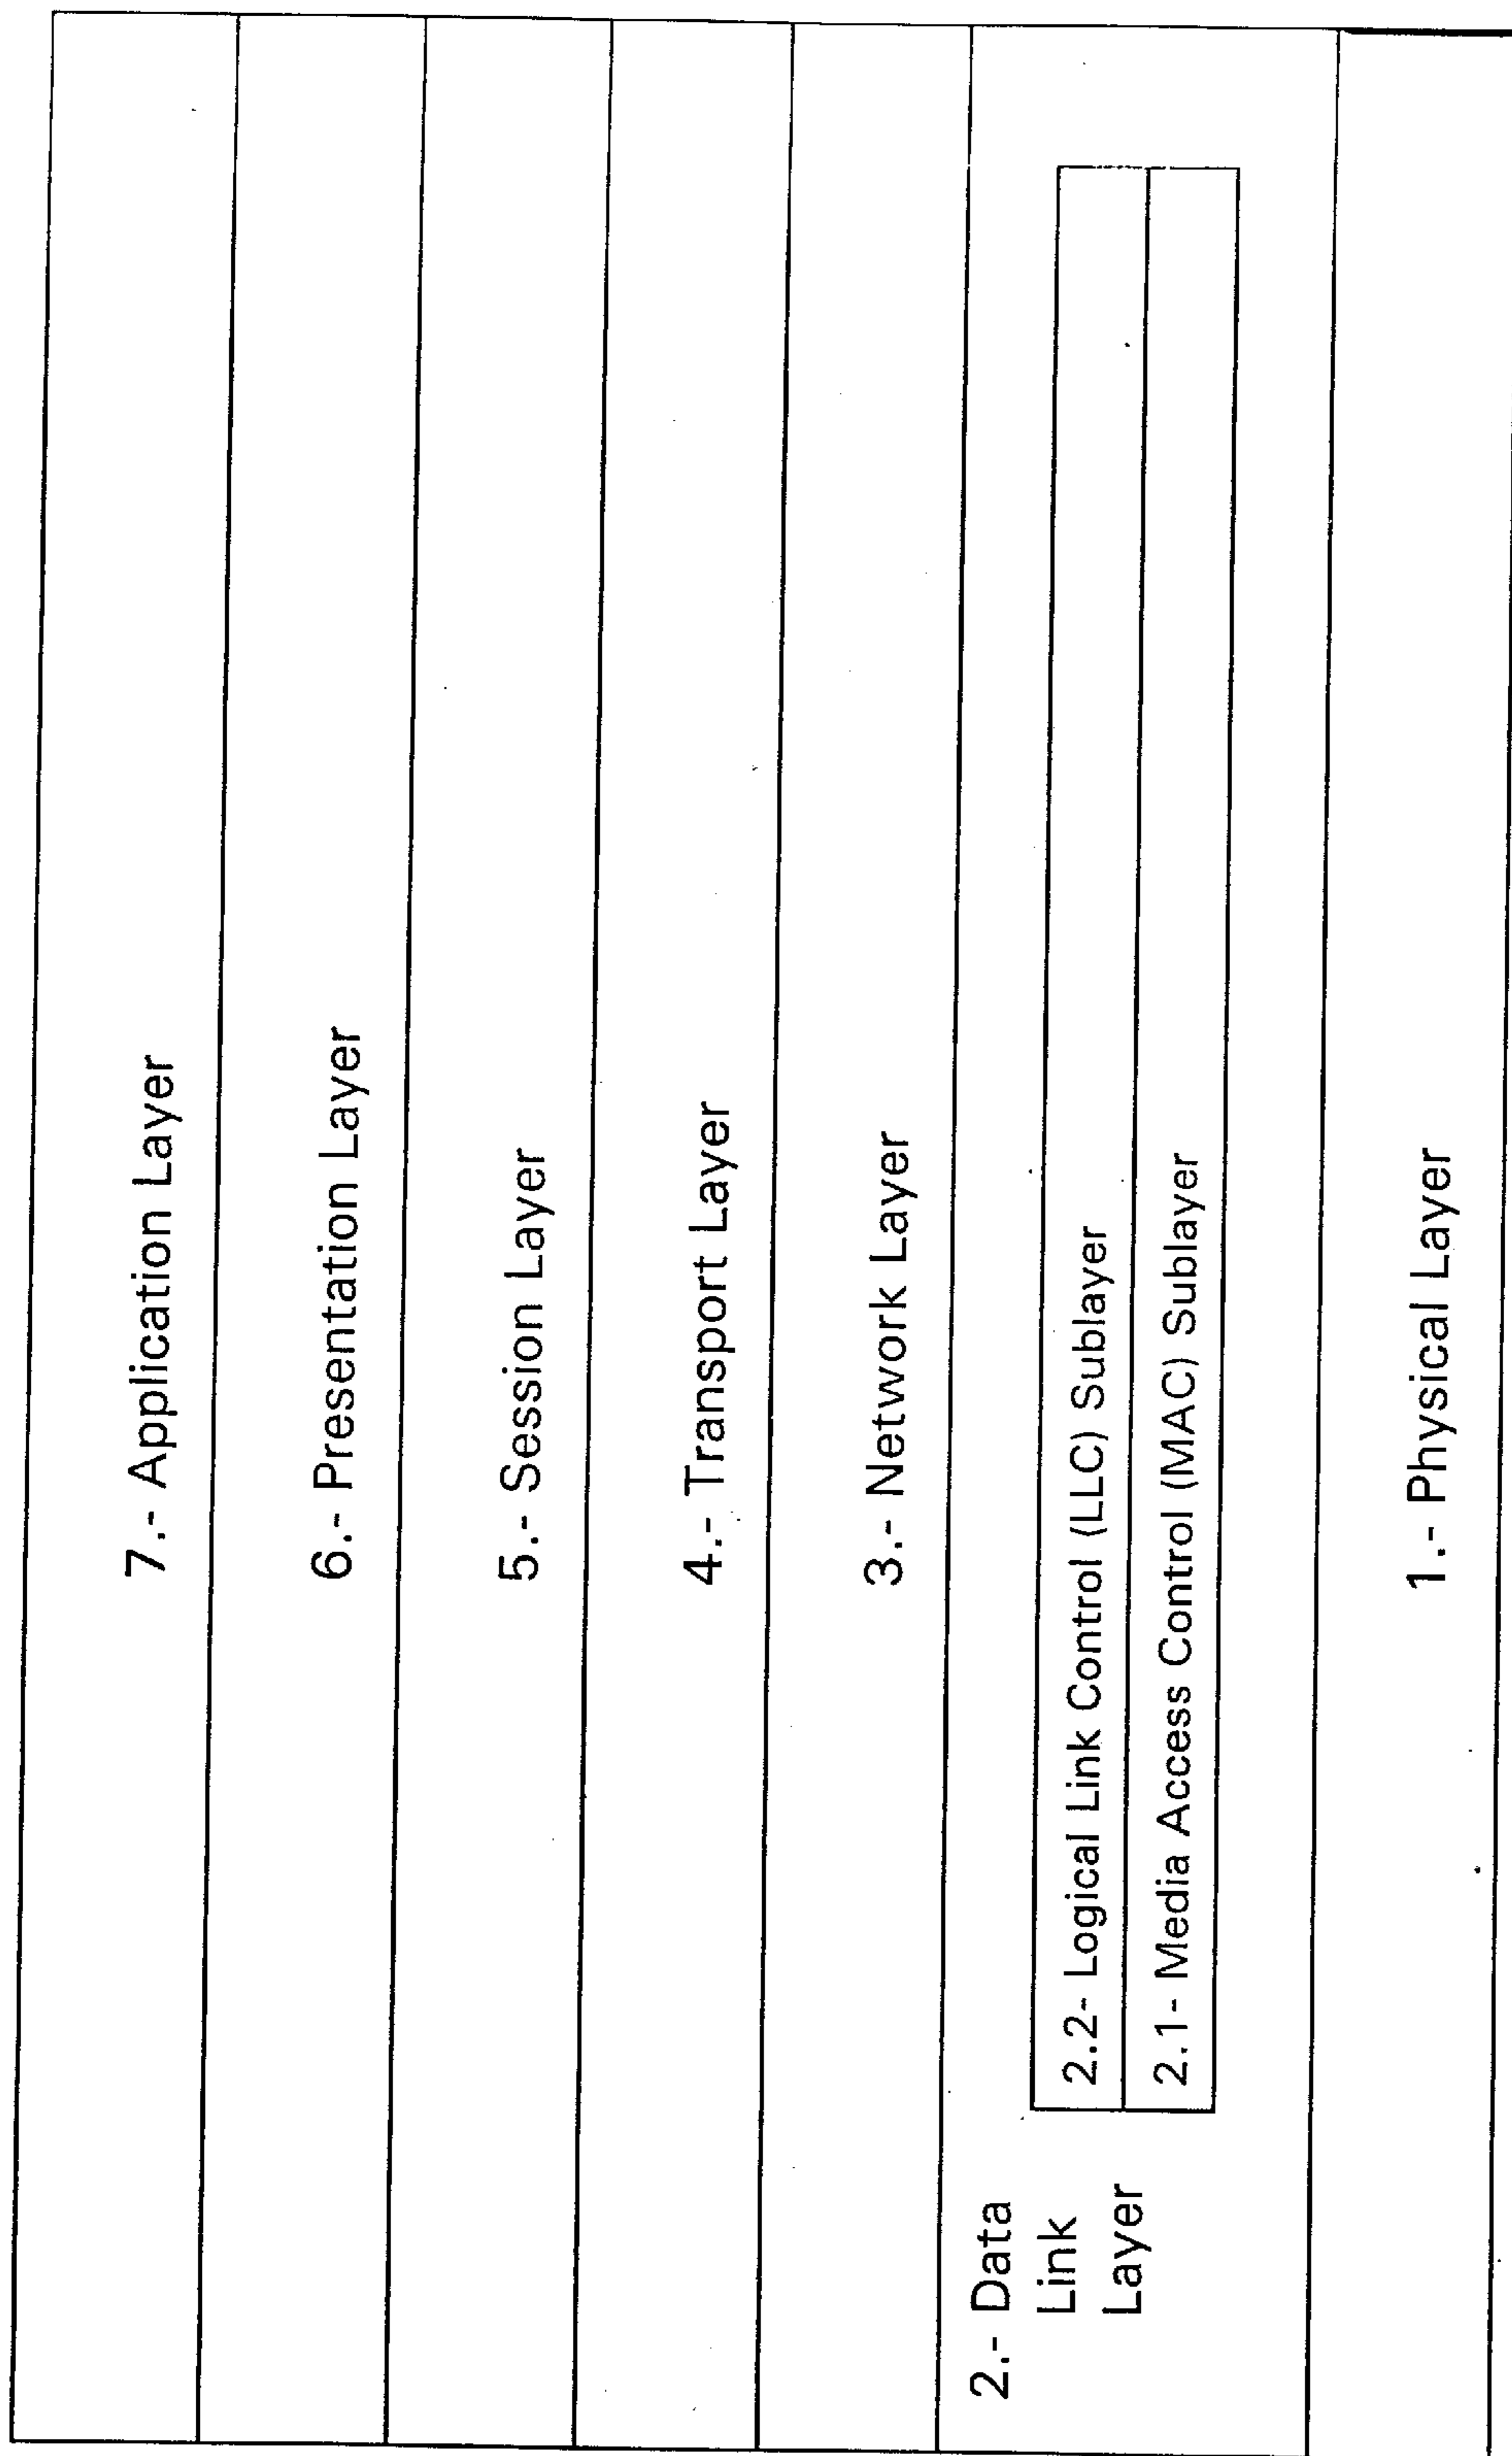 7.- Application Layer
6.- Presentation Layer
5.- Session Layer
4.- Transport Layer
3.- Network Layer
2.- Data
Link
Layer
2.2- Logical Link Control (LLC) Sublayer
2.1- Media Access Control (MAC) Sublayer
1.- Physical Layer